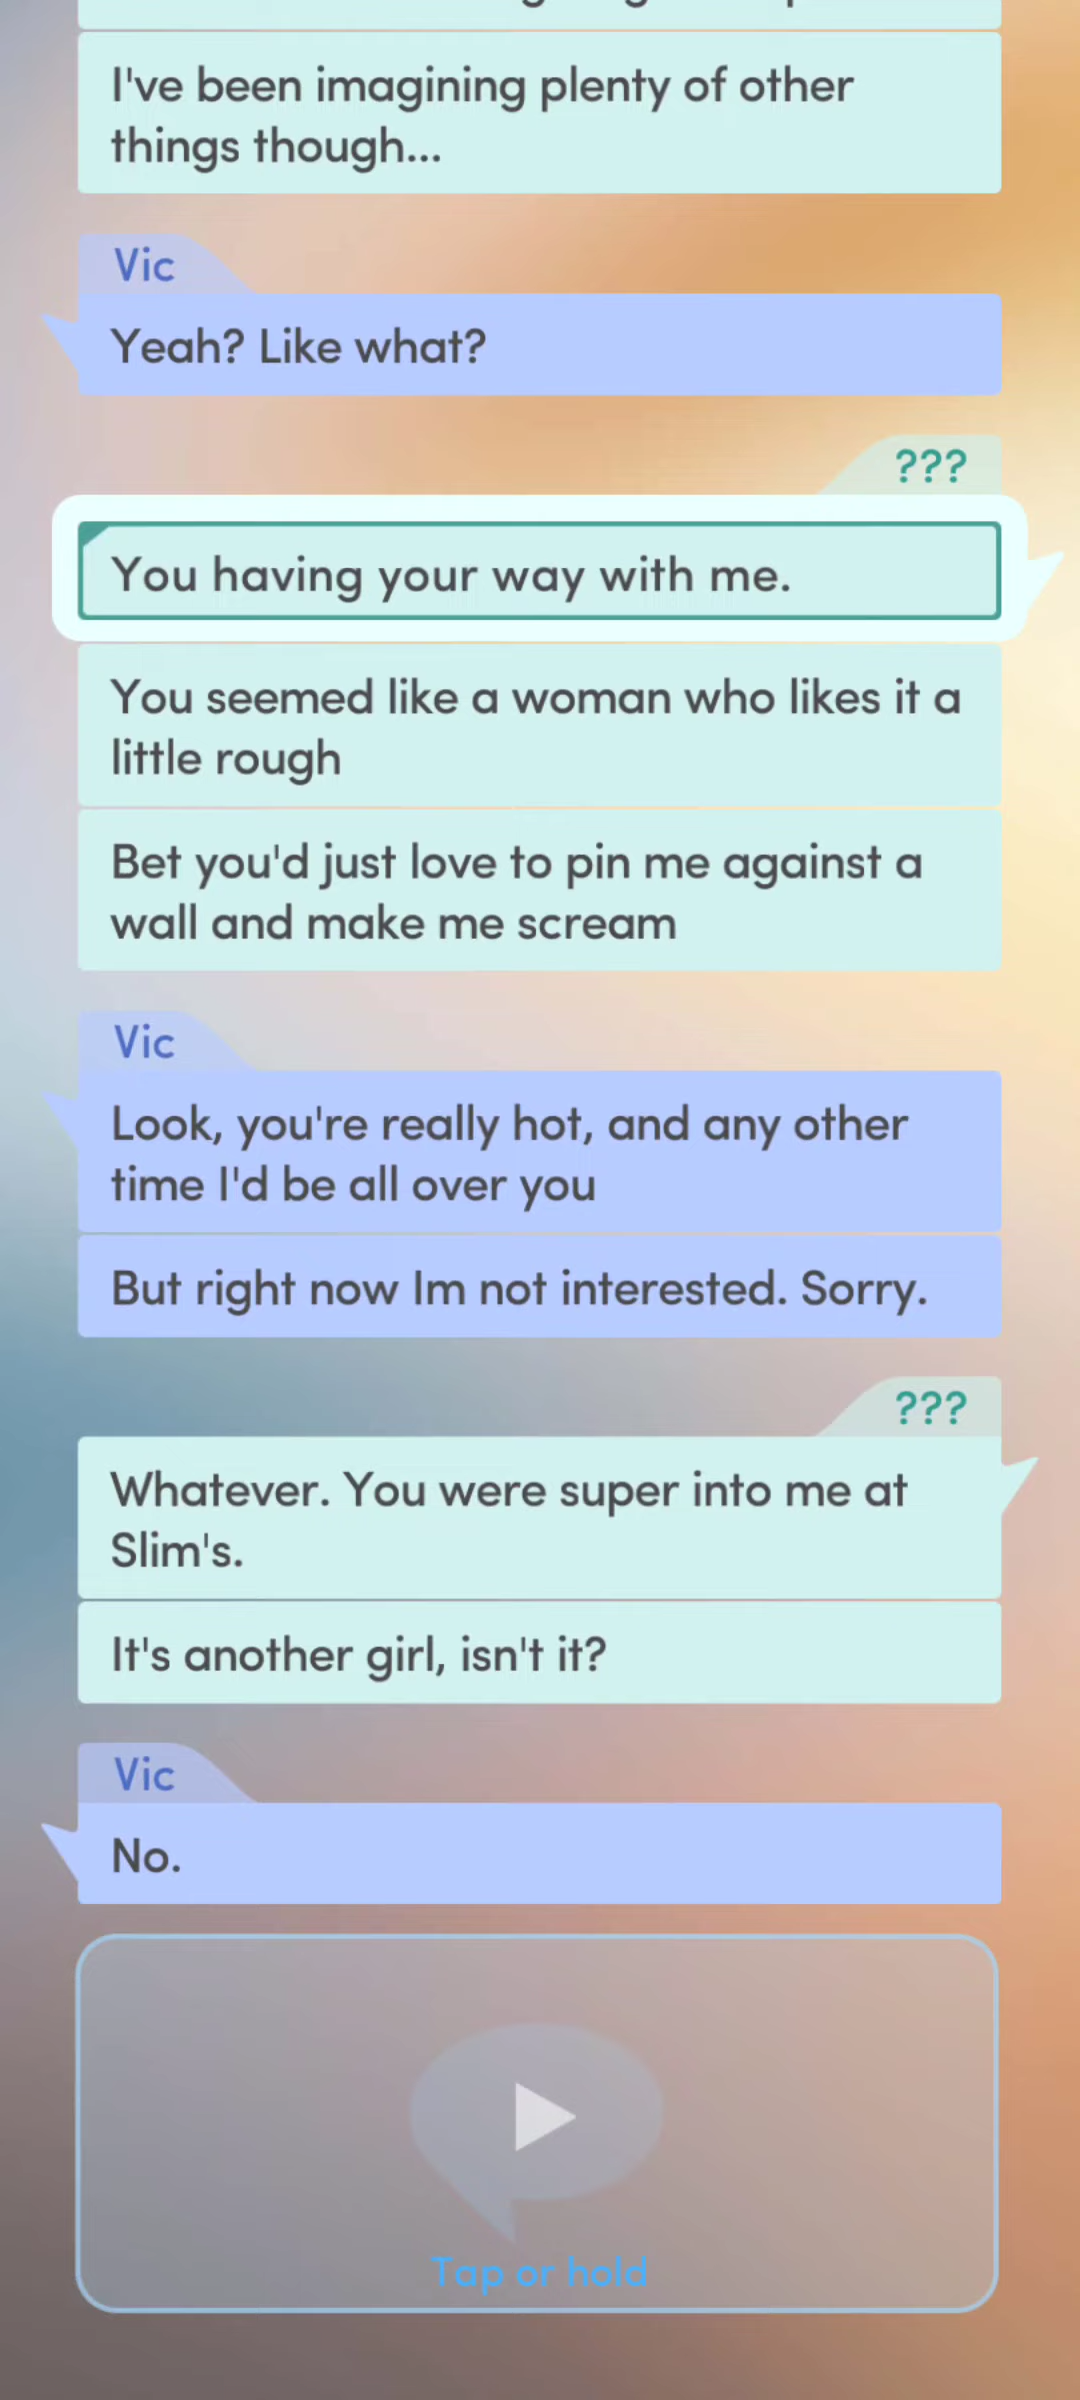 I've been imagining plenty of other
things though...
Vic
Yeah? Like what?
???
You having your way with me.
You seemed like a woman who likes it a
little rough
Bet you'd just love to pin me against a
wall and make me scream
Vic
Look, you're really hot, and any other
time I'd be all over you
But right now Im not interested. Sorry.
???
Whatever. You were super into me at
Slim's.
It's another girl, isn't it?
Vic
No.
Tap or hold